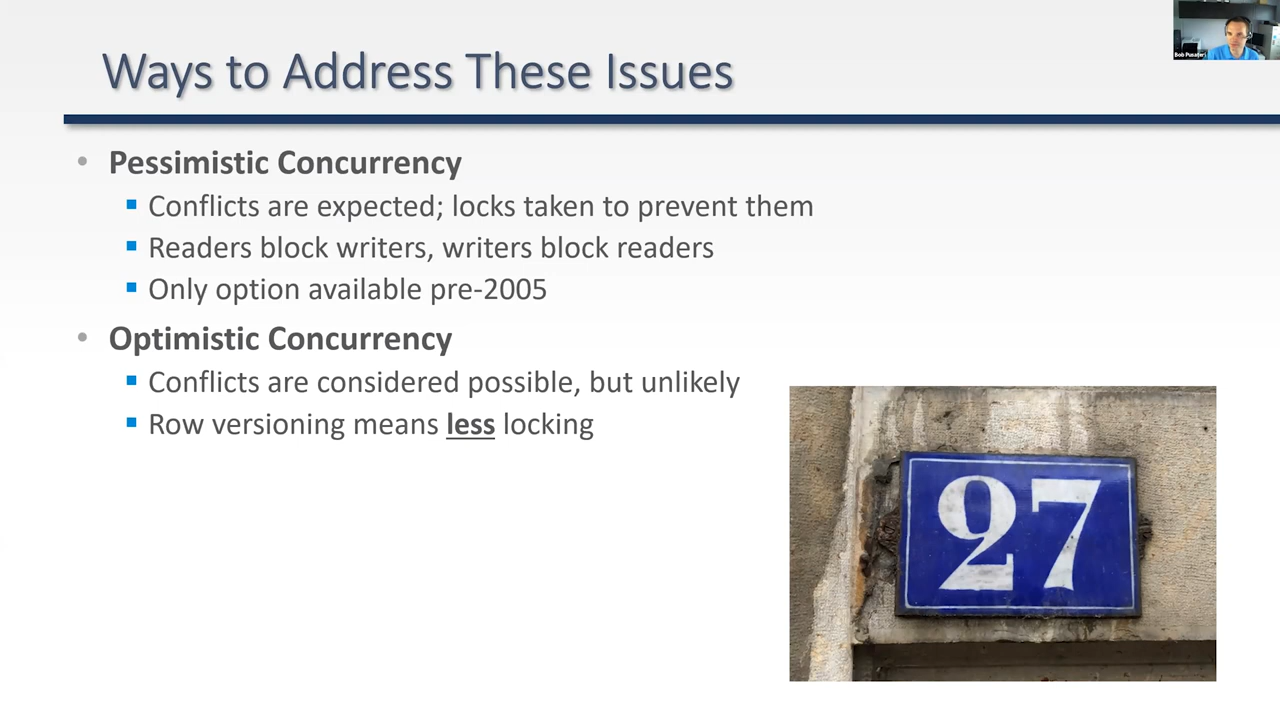 Ways to Address These Issues
Bob Pusateri
• Pessimistic Concurrency
▪ Conflicts are expected; locks taken to prevent them
▪ Readers block writers, writers block readers
▪ Only option available pre-2005
• Optimistic Concurrency
▪ Conflicts are considered possible, but unlikely
▪ Row versioning means less locking
27